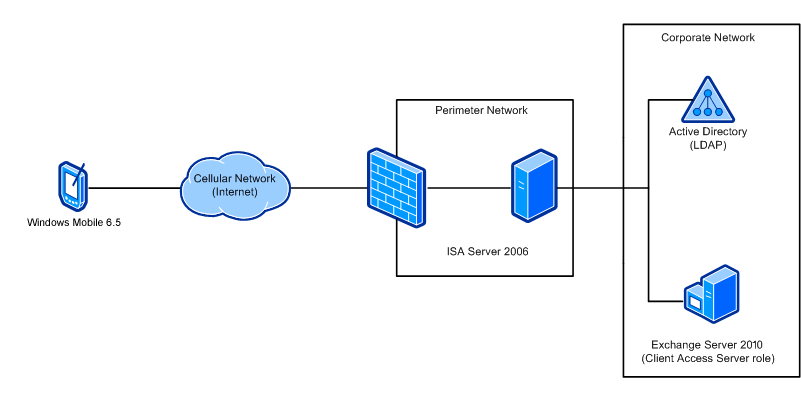 Corporate Network
Perimeter Network
Active Directory
(LDAP)
Cellular Network
(Internet)
Windows Mobile 6.5
ISA Server 2006
Exchange Server 2010
(Client Access Server role)